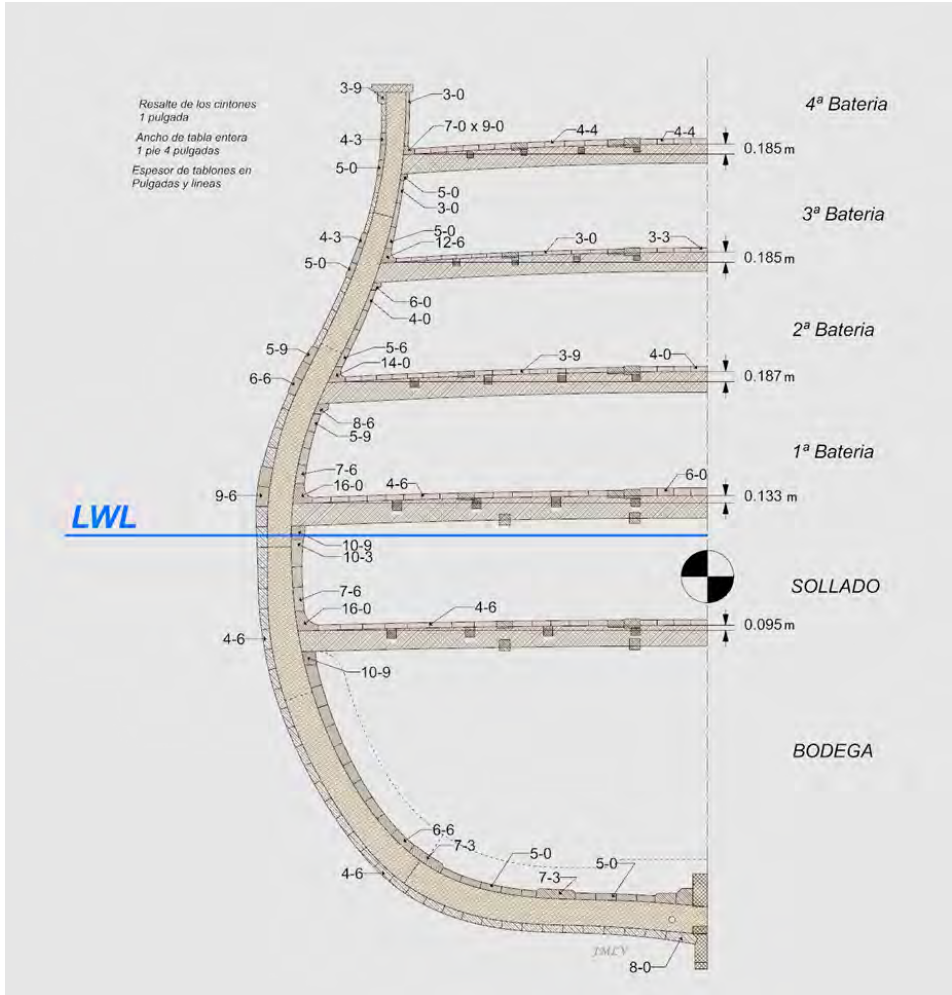 3-9
3-0
Resalte de los cintones
1 pulgada
Ancho de tabla entera
1 pie 4 pulgadas
Espesor de tablones en
Pulgadas y lineas
4ª Bateria
7-0 x 9-0
4-4
4-4
4-3
0.185 m
5-0
5-0
3-0
3ª Bateria
4-3
5-0
12-6
3-0
3-3
5-0
0.185 m
6-0
4-0
2ª Bateria
5-9
5-6
14-0
3-9
4-0
6-6
0.187 m
8-6
5-9
1ª Bateria
7-6
16-0
4-6
6-0
9-6
0.133 m
LWL
10-9
10-3
SOLLADO
7-6
16-0
4-6
0.095 m
4-6
10-9
BODEGA
6-6
7-3
5-0
5-0
4-6
7-3
JMLV
8-0